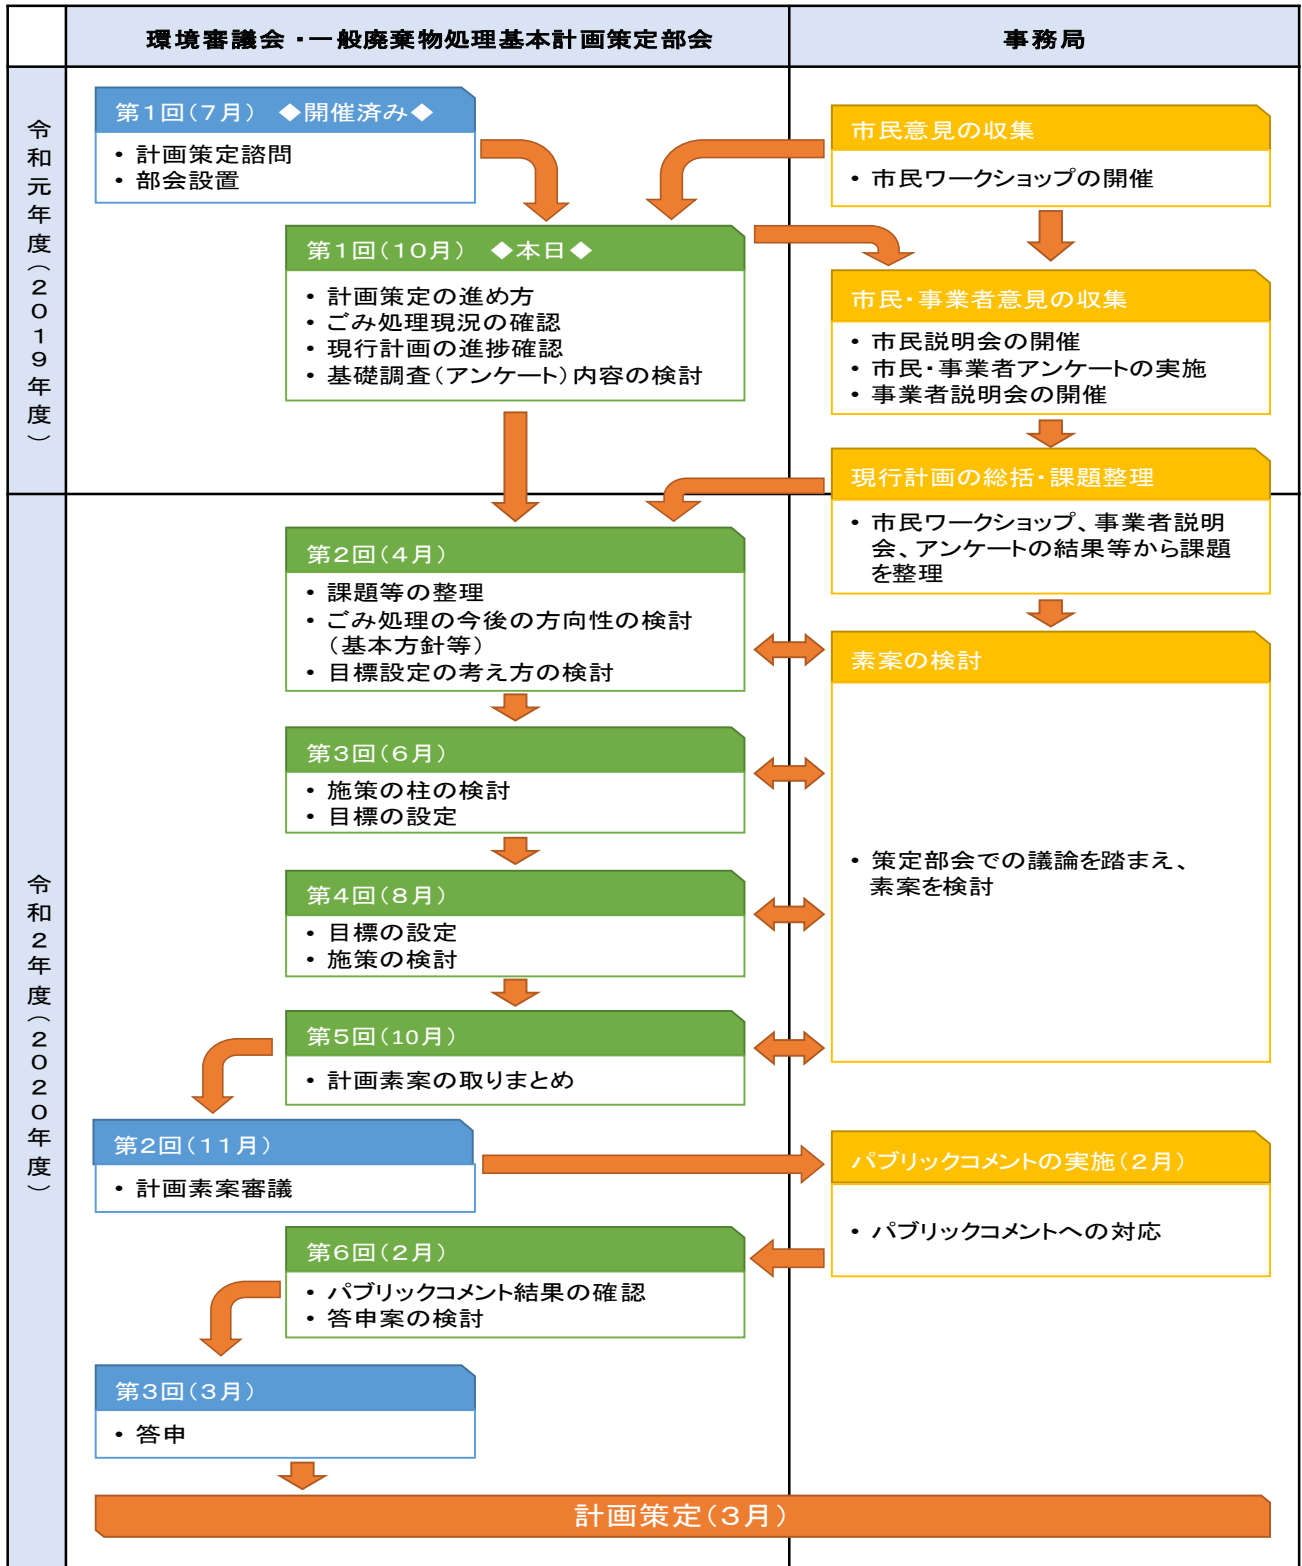 環境審議会・一般廃棄物処理基本計画策定部会
事務局
令和元年度（2019年度）
第1回（7月）　◆開催済み◆
・計画策定諮問
・部会設置
市民意見の収集
・市民ワークショップの開催
第1回（10月）　◆本日◆
・計画策定の進め方
・ごみ処理現況の確認
・現行計画の進捗確認
・基礎調査（アンケート）内容の検討
市民・事業者意見の収集
・市民説明会の開催
・市民・事業者アンケートの実施
・事業者説明会の開催
現行計画の総括・課題整理
・市民ワークショップ、事業者説明
会、アンケートの結果等から課題
を整理
令和2年度（2020年度）
第2回（4月）
・課題等の整理
・ごみ処理の今後の方向性の検討
（基本方針等）
・目標設定の考え方の検討
素案の検討
・策定部会での議論を踏まえ、
素案を検討
第3回（6月）
・施策の柱の検討
・目標の設定
第4回（8月）
・目標の設定
・施策の検討
第5回（10月）
・計画素案の取りまとめ
第2回（11月）
・計画素案審議
パブリックコメントの実施（2月）
・パブリックコメントへの対応
第6回（2月）
・パブリックコメント結果の確認
・答申案の検討
第3回（3月）
・答申
計画策定（3月）